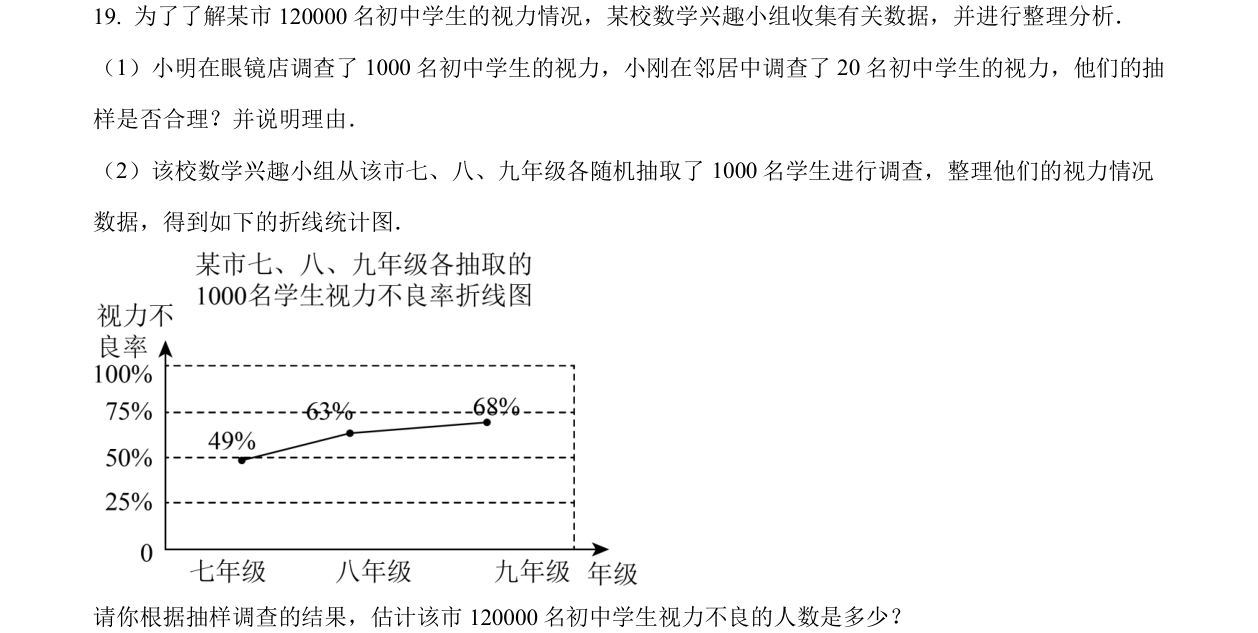 19. 为了了解某市 120000 名初中学生的视力情况，某校数学兴趣小组收集有关数据，并进行整理分析．
（1）小明在眼镜店调查了 1000 名初中学生的视力，小刚在邻居中调查了 20 名初中学生的视力，他们的抽
样是否合理？并说明理由．
（2）该校数学兴趣小组从该市七、八、九年级各随机抽取了 1000 名学生进行调查，整理他们的视力情况
数据，得到如下的折线统计图．
某市七、八、九年级各抽取的
1000名学生视力不良率折线图
视力不
良率
100%
75%
63%
68%
49%
50%
25%
0
七年级
八年级
九年级
年级
请你根据抽样调查的结果，估计该市 120000 名初中学生视力不良的人数是多少？